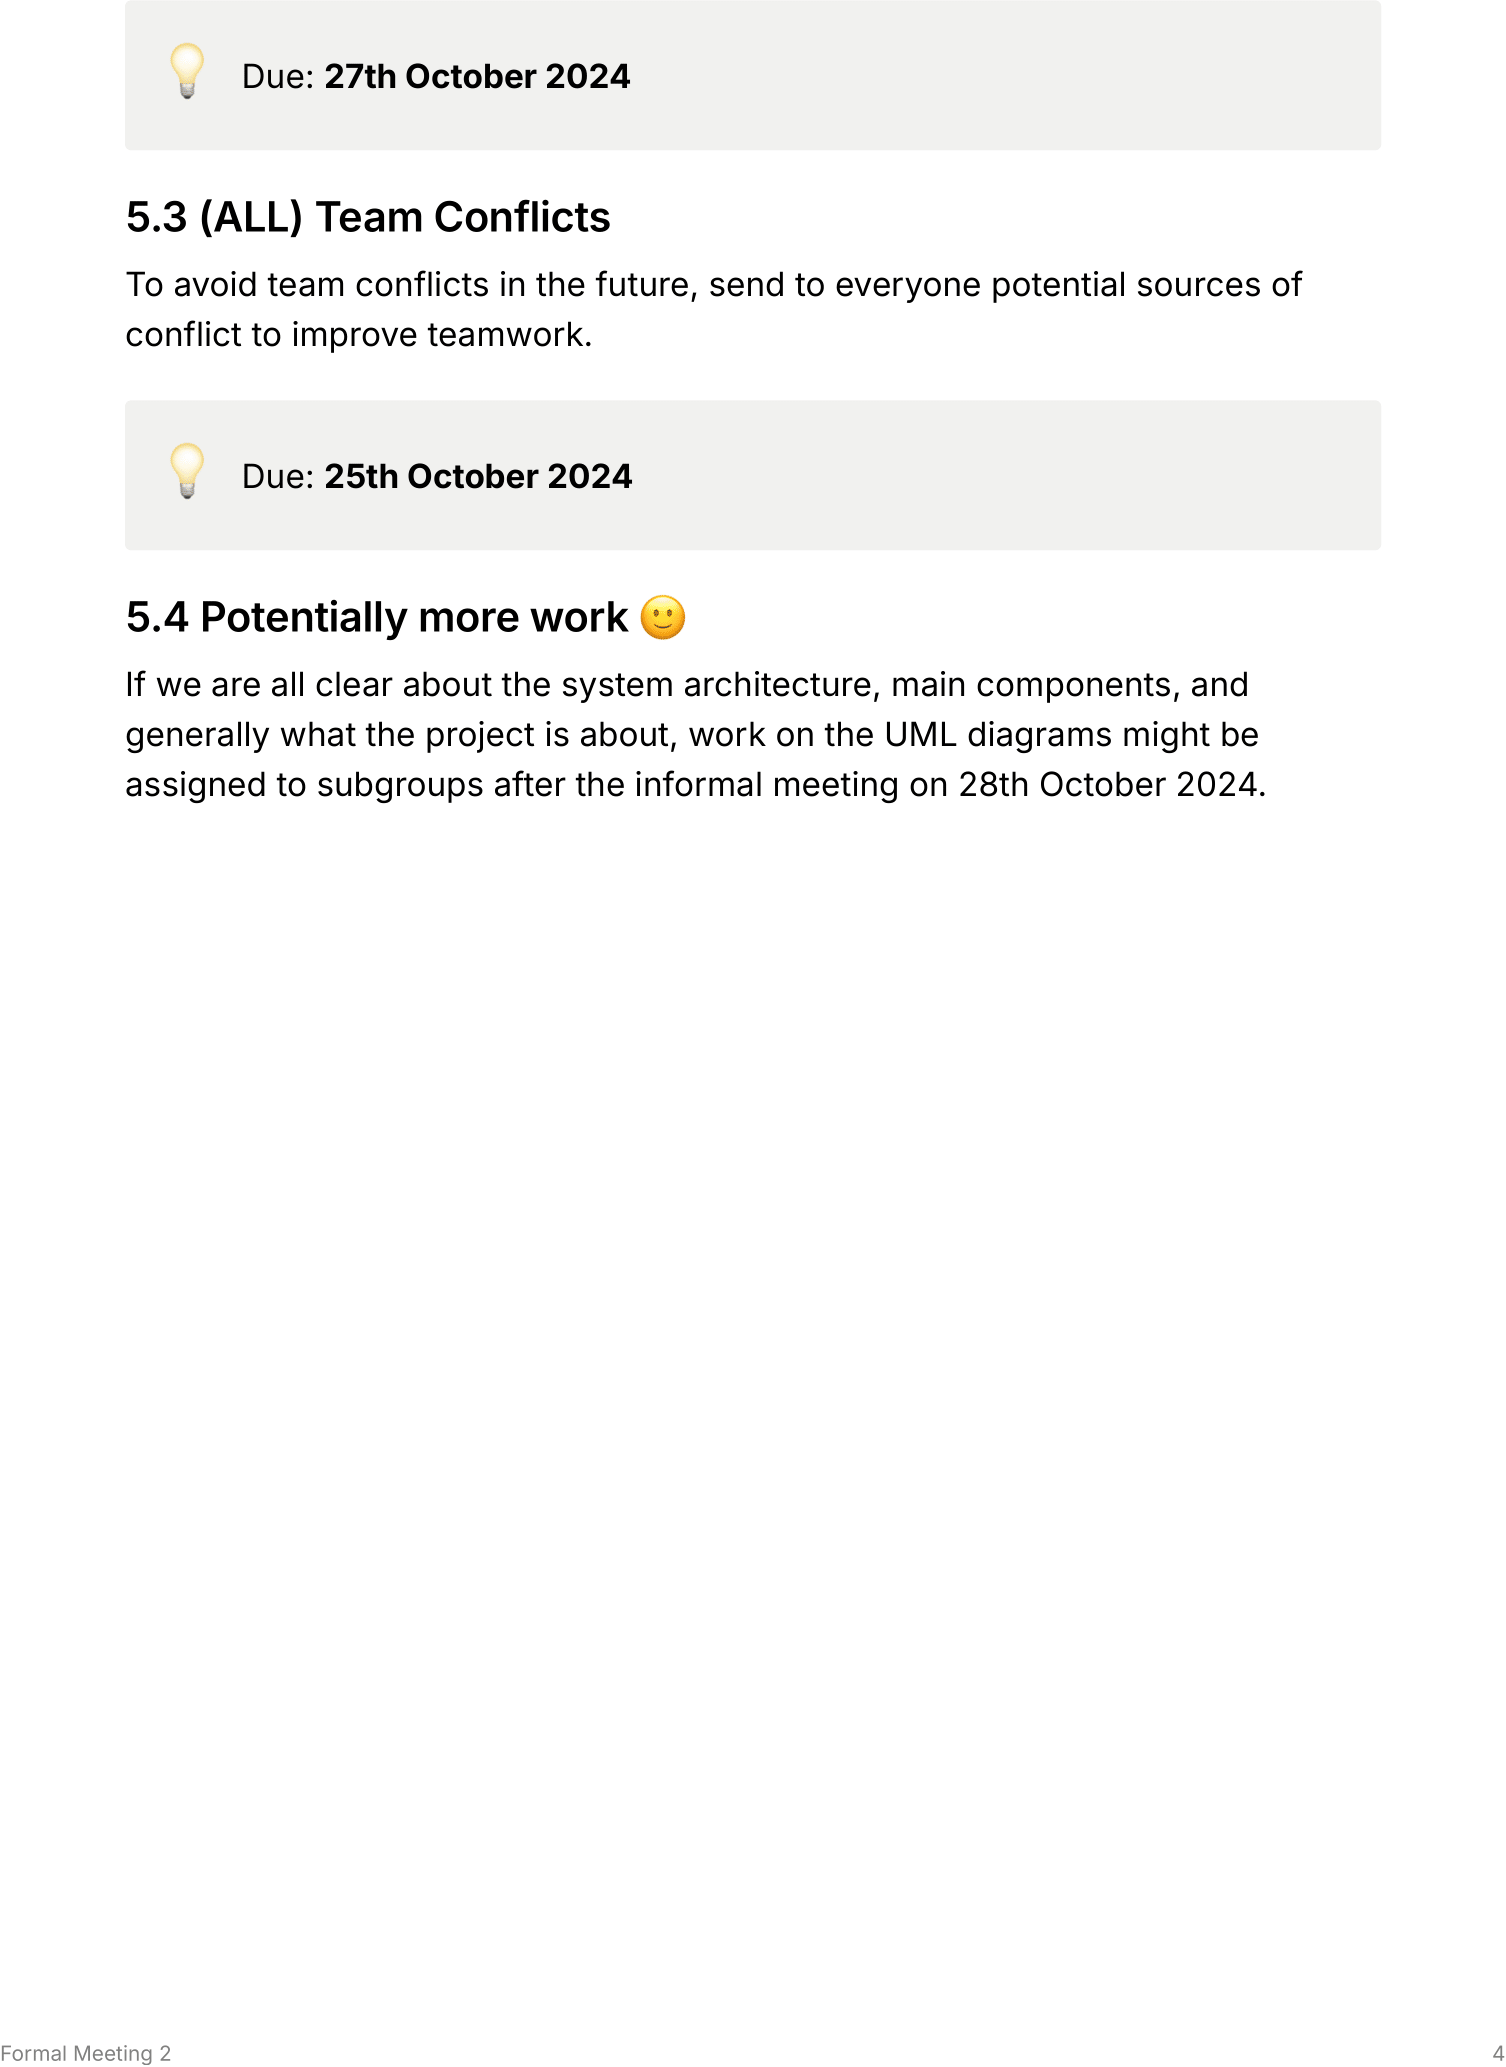 💡 Due: 27th October 2024
5.3 (ALL) Team Conflicts
To avoid team conflicts in the future, send to everyone potential sources of
conflict to improve teamwork.
💡 Due: 25th October 2024
5.4 Potentially more work 🙂
If we are all clear about the system architecture, main components, and
generally what the project is about, work on the UML diagrams might be
assigned to subgroups after the informal meeting on 28th October 2024.
Formal Meeting 2 4